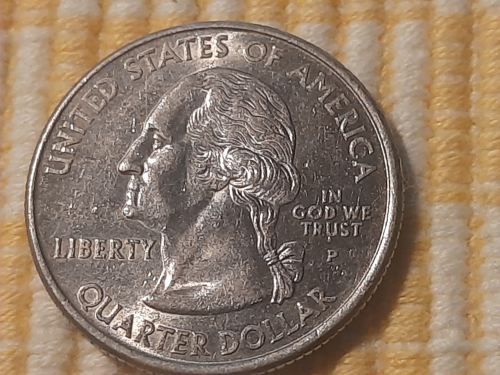 UNITED STATES OF AMERICA
IN
GOD WE
TRUST
LIBERTY
P
QUARTER DOLLAR